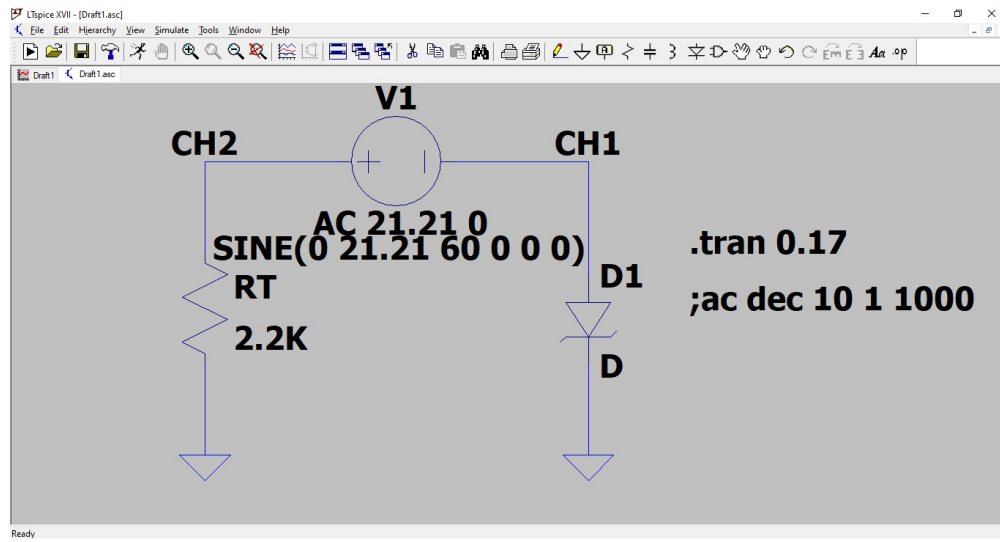 LTspice XVII - [Draft1.asc]
File Edit Hierarchy View Simulate Tools Window Help
Aa .op
Draft1 Draft1.asc
V1
CH2 CH1
AC 21.21 0
SINE(0 21.21 60 0 0 0)
.tran 0.17
D1
RT
;ac dec 10 1 1000
2.2K
D
Ready